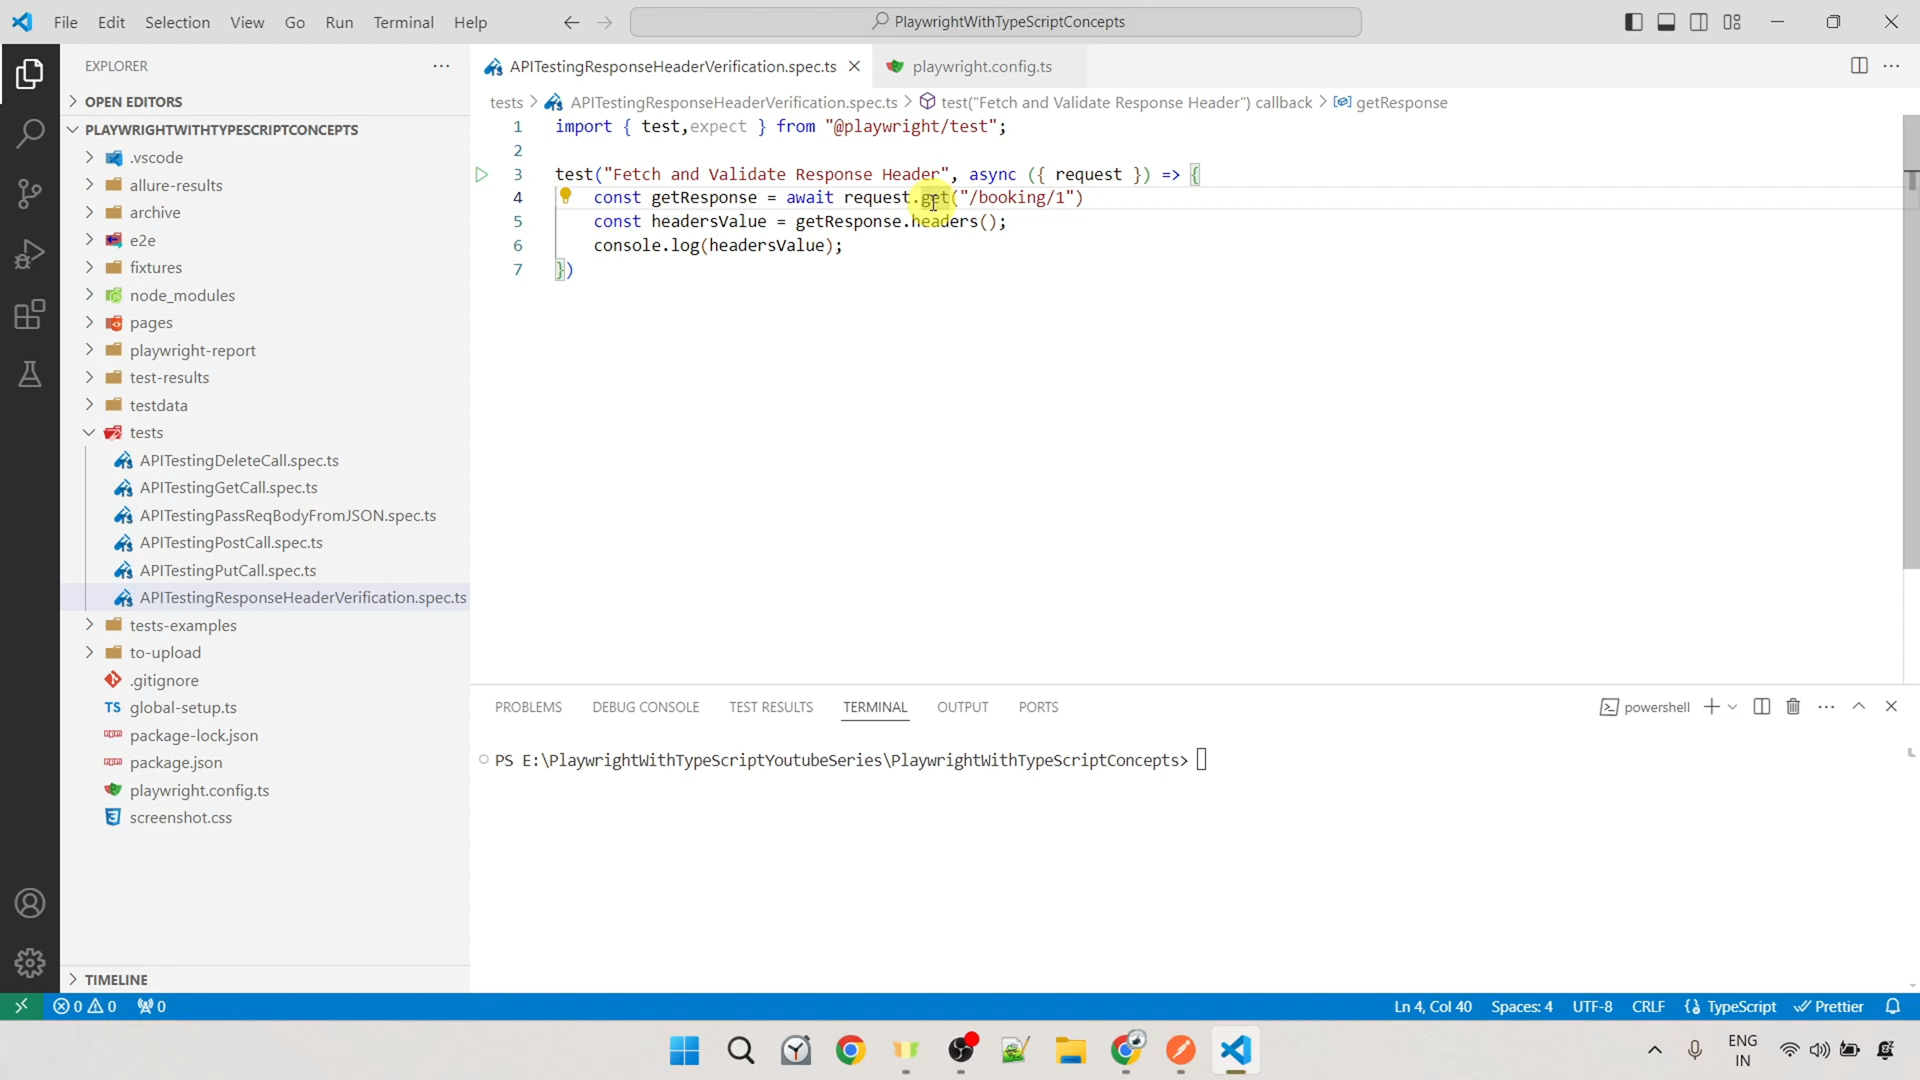 File Edit Selection View Go Run Terminal Help
PlaywrightWithTypeScriptConcepts
EXPLORER
OPEN EDITORS
PLAYWRIGHTWITHTYPESCRIPTCONCEPTS
.vscode
allure-results
archive
e2e
fixtures
node_modules
pages
playwright-report
test-results
testdata
tests
APITestingDeleteCall.spec.ts
APITestingGetCall.spec.ts
APITestingPassReqBodyFromJSON.spec.ts
APITestingPostCall.spec.ts
APITestingPutCall.spec.ts
APITestingResponseHeaderVerification.spec.ts
tests-examples
to-upload
.gitignore
TS global-setup.ts
package-lock.json
package.json
playwright.config.ts
screenshot.css
TIMELINE
APITestingResponseHeaderVerification.spec.ts playwright.config.ts
tests > APITestingResponseHeaderVerification.spec.ts > test("Fetch and Validate Response Header") callback > getResponse
1 import { test,expect } from "@playwright/test";
2
3 test("Fetch and Validate Response Header", async ({ request }) => {
4 const getResponse = await request.get("/booking/1")
5 const headersValue = getResponse.headers();
6 console.log(headersValue);
7 })
PROBLEMS DEBUG CONSOLE TEST RESULTS TERMINAL OUTPUT PORTS
powershell
PS E:\PlaywrightWithTypeScriptYoutubeSeries\PlaywrightWithTypeScriptConcepts>
0 0 0
Ln 4, Col 40 Spaces: 4 UTF-8 CRLF TypeScript Prettier
ENG
IN